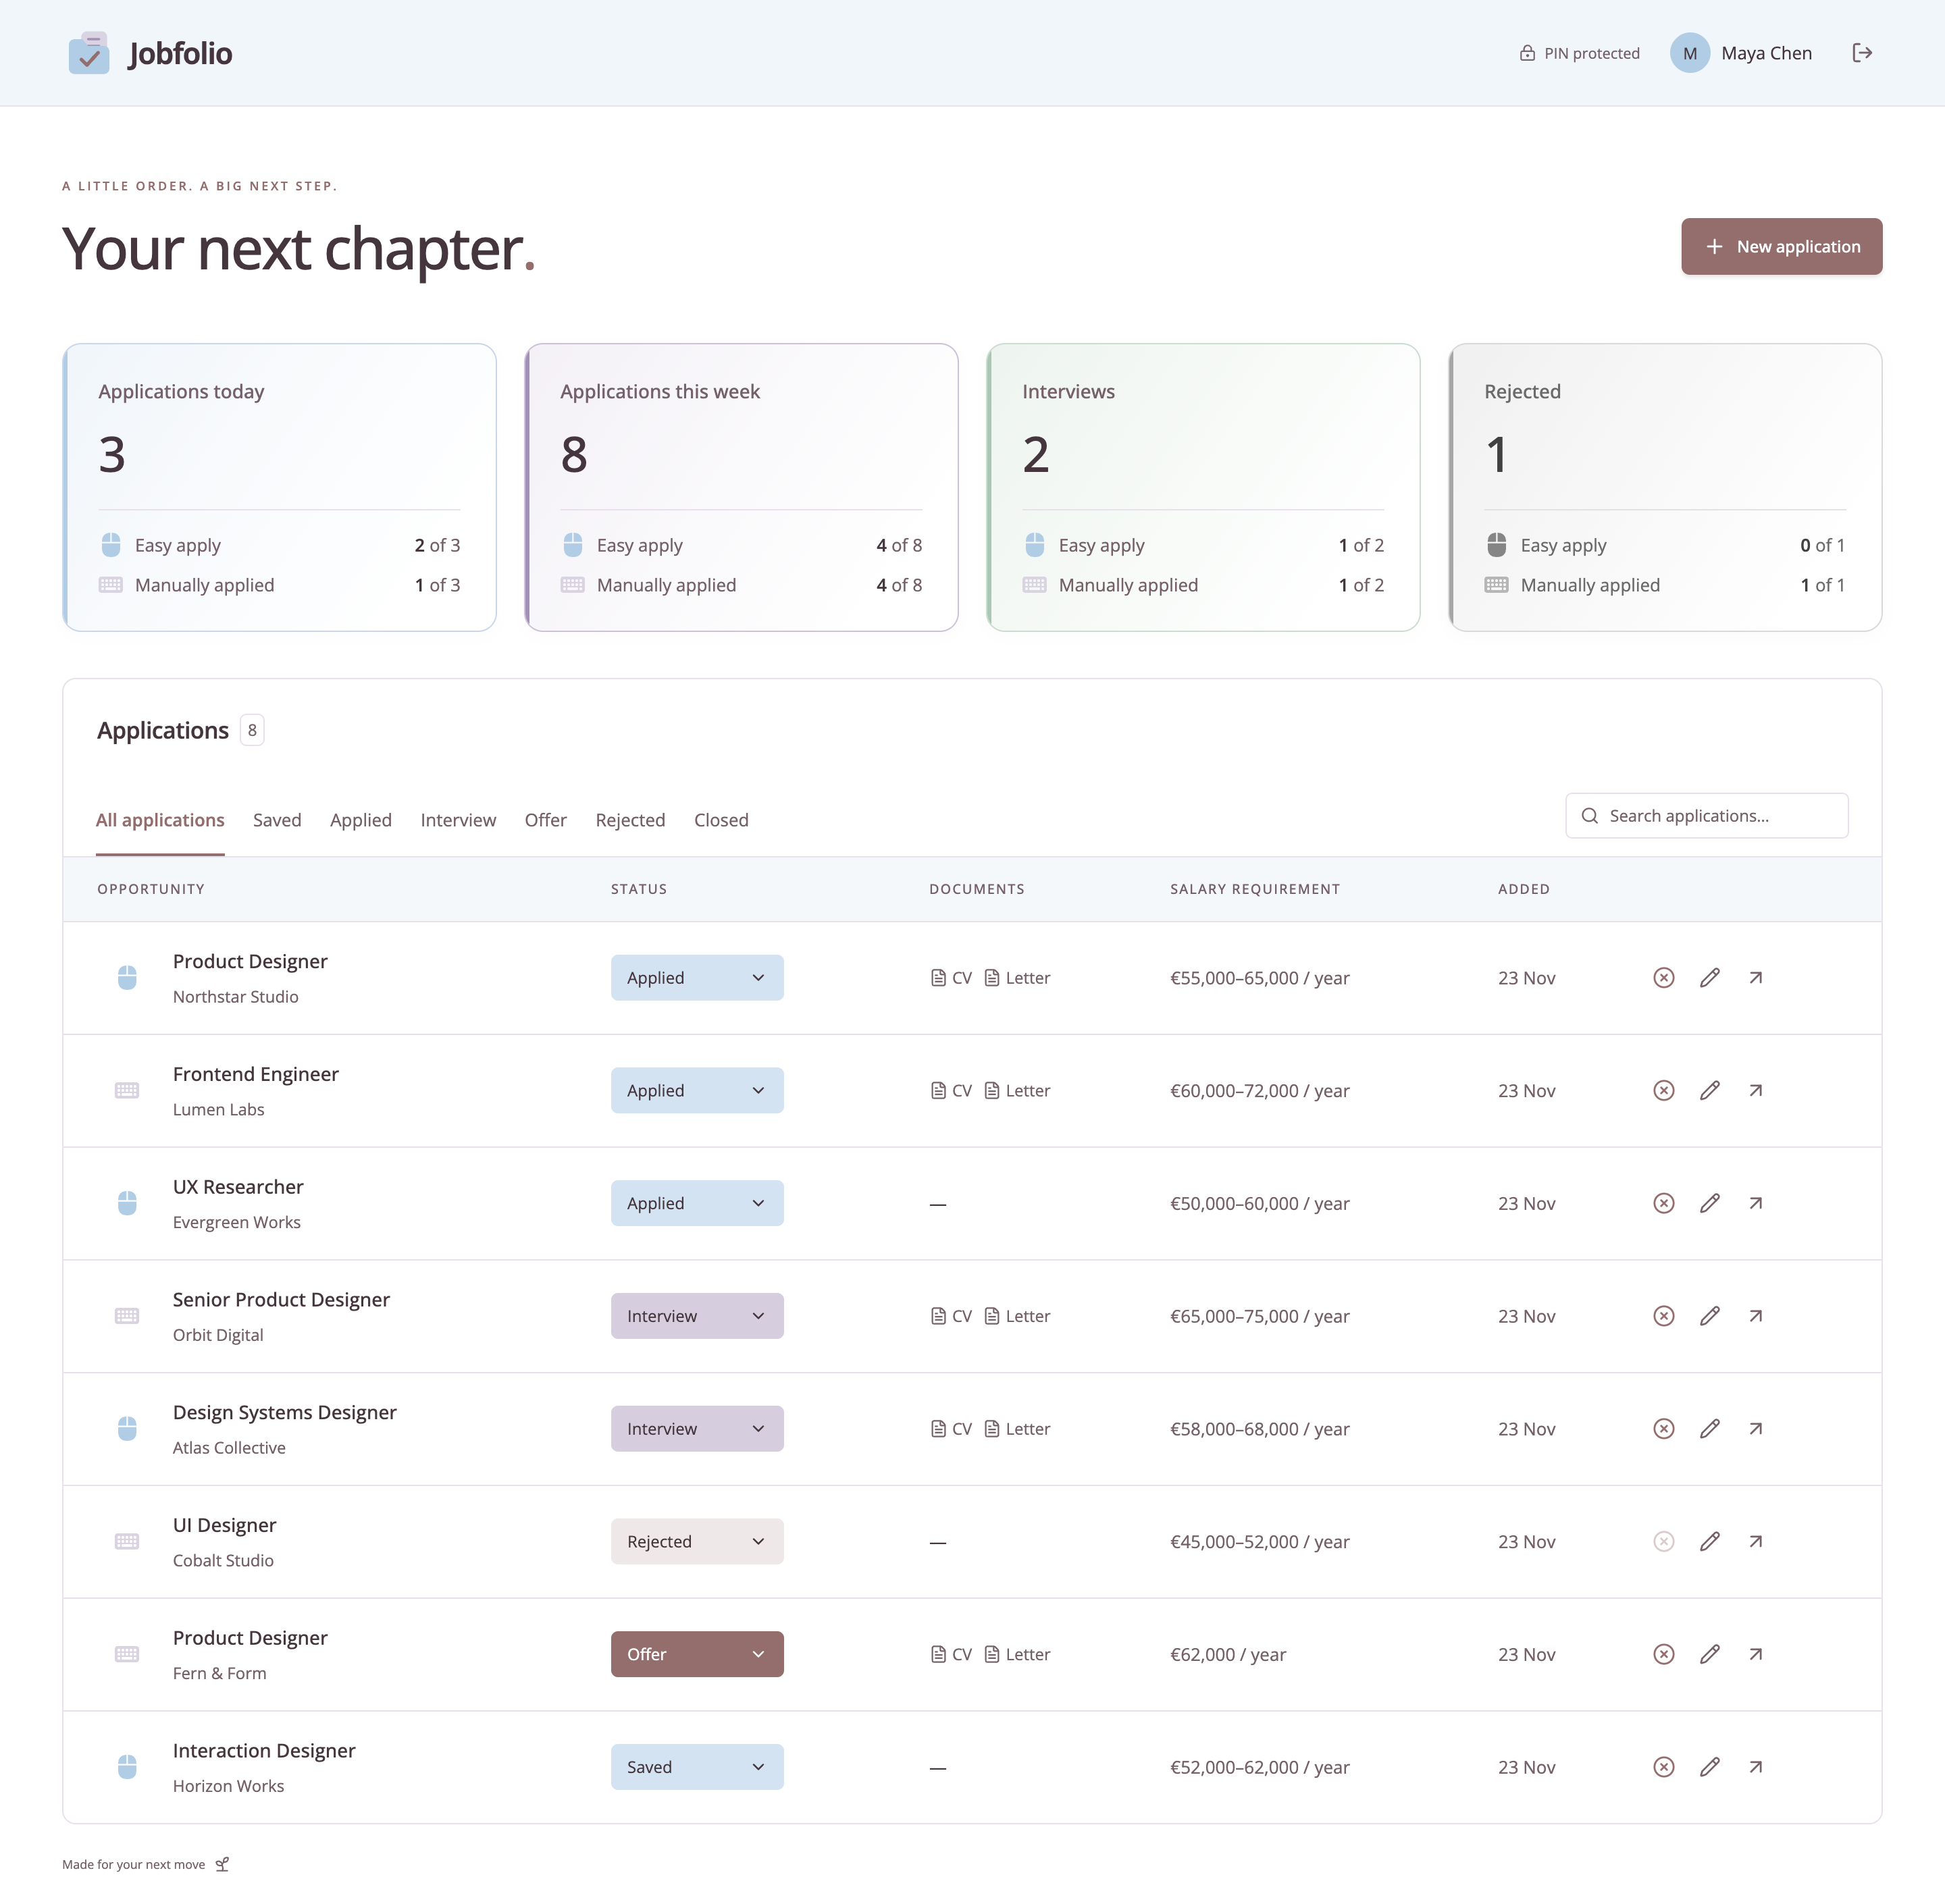 Jobfolio
PIN protected
M
Maya Chen
A LITTLE ORDER. A BIG NEXT STEP.
Your next chapter.
New application
Applications today
3
Easy apply 2 of 3
Manually applied 1 of 3
Applications this week
8
Easy apply 4 of 8
Manually applied 4 of 8
Interviews
2
Easy apply 1 of 2
Manually applied 1 of 2
Rejected
1
Easy apply 0 of 1
Manually applied 1 of 1
Applications 8
All applications Saved Applied Interview Offer Rejected Closed
Search applications...
OPPORTUNITY STATUS DOCUMENTS SALARY REQUIREMENT ADDED
Product Designer
Northstar Studio
Applied CV Letter €55,000–65,000 / year 23 Nov
Frontend Engineer
Lumen Labs
Applied CV Letter €60,000–72,000 / year 23 Nov
UX Researcher
Evergreen Works
Applied — €50,000–60,000 / year 23 Nov
Senior Product Designer
Orbit Digital
Interview CV Letter €65,000–75,000 / year 23 Nov
Design Systems Designer
Atlas Collective
Interview CV Letter €58,000–68,000 / year 23 Nov
UI Designer
Cobalt Studio
Rejected — €45,000–52,000 / year 23 Nov
Product Designer
Fern & Form
Offer CV Letter €62,000 / year 23 Nov
Interaction Designer
Horizon Works
Saved — €52,000–62,000 / year 23 Nov
Made for your next move